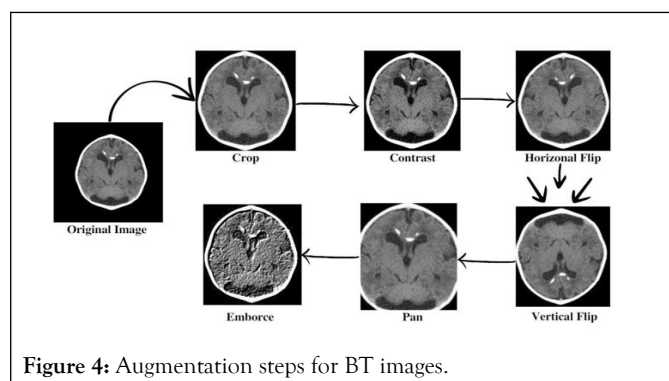 Crop
Contrast
Horizonal Flip
Original Image
Emborce
Pan
Vertical Flip
Figure 4: Augmentation steps for BT images.